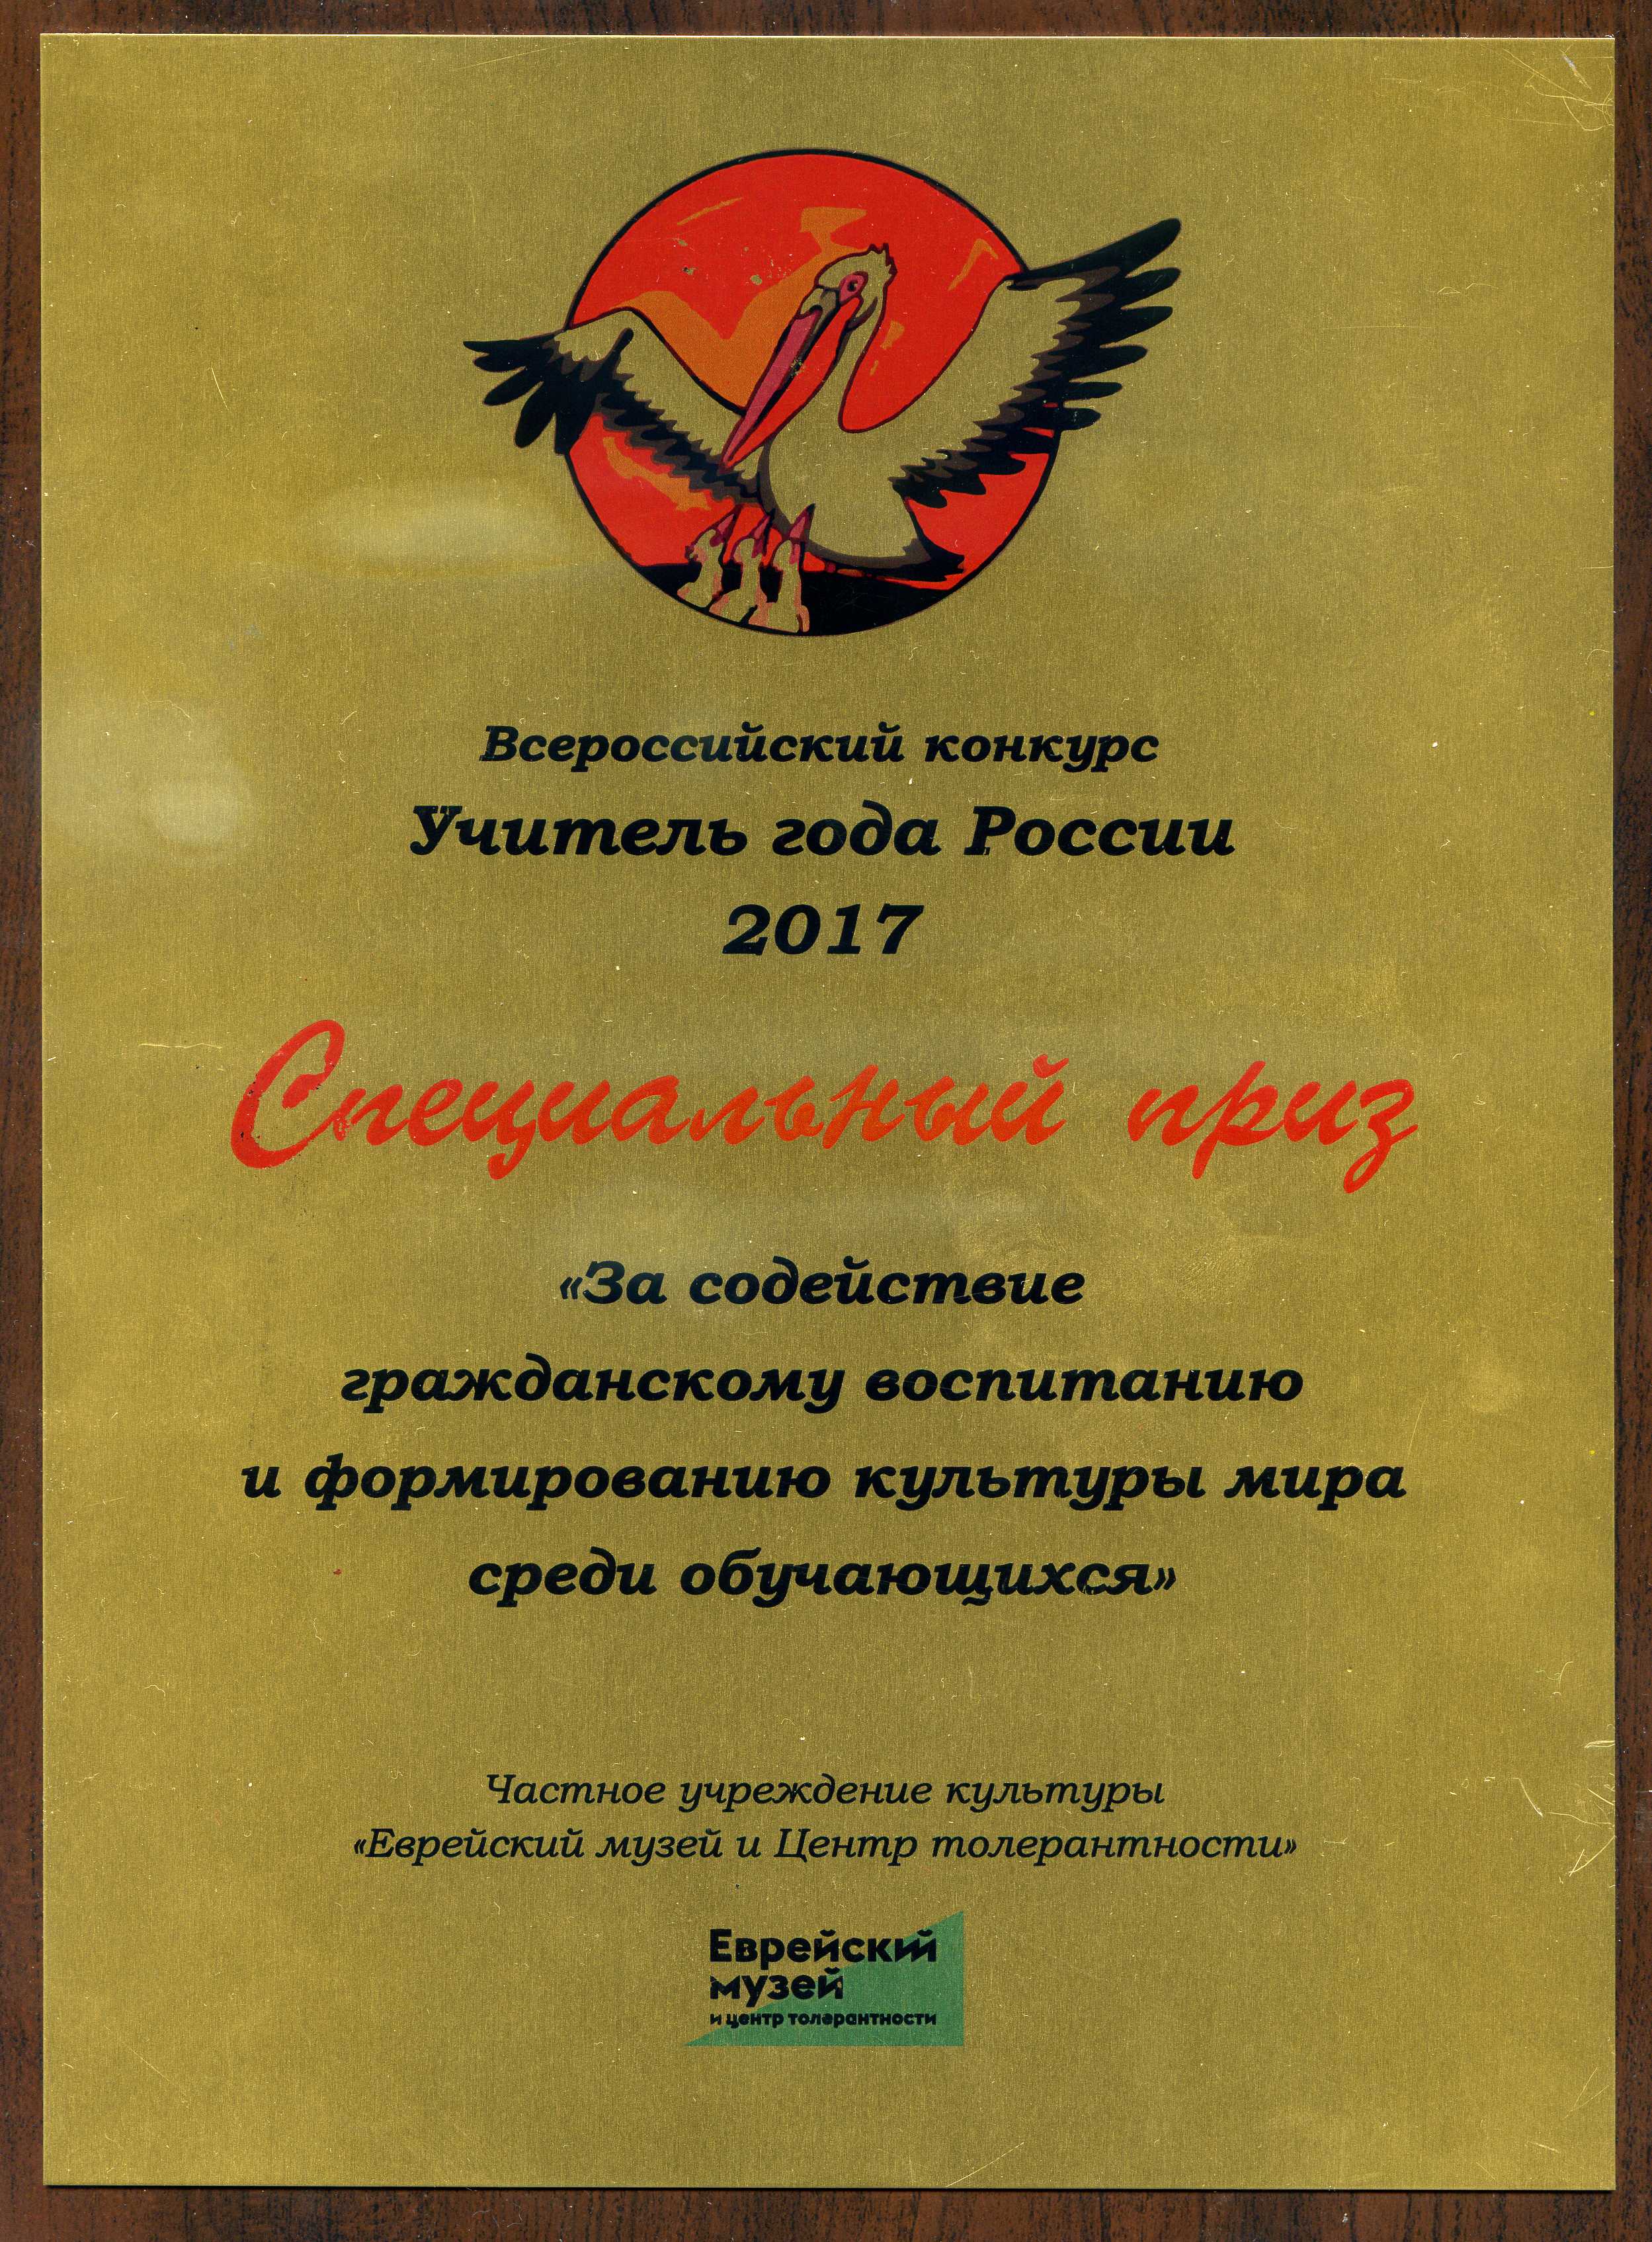 Всероссийский конкурс
Учитель года России
2017
Специальный приз
«За содействие
гражданскому воспитанию
и формированию культуры мира
среди обучающихся»
Частное учреждение культуры
«Еврейский музей и Центр толерантности»
Еврейский
музей
и центр толерантности